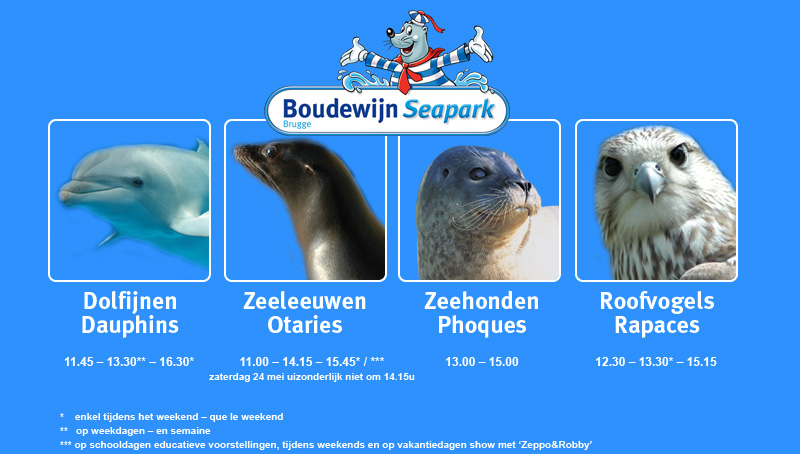 Boudewijn Seapark
Brugge
Dolfijnen
Dauphins
11.45 – 13.30** – 16.30*
Zeeleeuwen
Otaries
11.00 – 14.15 – 15.45* / ***
zaterdag 24 mei uizonderlijk niet om 14.15u
Zeehonden
Phoques
13.00 – 15.00
Roofvogels
Rapaces
12.30 – 13.30* – 15.15
* enkel tijdens het weekend – que le weekend
** op weekdagen – en semaine
*** op schooldagen educatieve voorstellingen, tijdens weekends en op vakantiedagen show met ‘Zeppo&Robby’